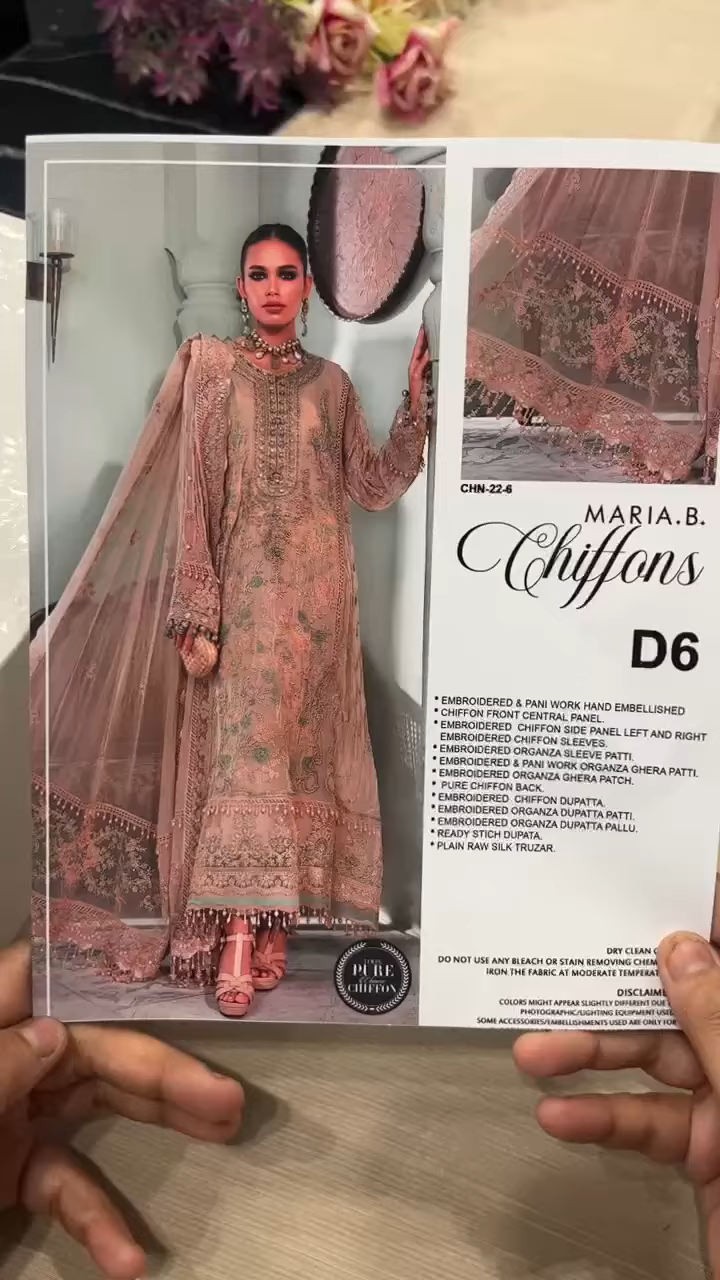 CHN-22-6
MARIA.B.
Chiffons
D6
* EMBROIDERED & PANI WORK HAND EMBELLISHED
* CHIFFON FRONT CENTRAL PANEL.
* EMBROIDERED CHIFFON SIDE PANEL LEFT AND RIGHT
EMBROIDERED CHIFFON SLEEVES.
* EMBROIDERED ORGANZA SLEEVE PATTI.
* EMBROIDERED & PANI WORK ORGANZA GHERA PATTI.
* EMBROIDERED ORGANZA GHERA PATCH.
* PURE CHIFFON BACK.
* EMBROIDERED CHIFFON DUPATTA.
* EMBROIDERED ORGANZA DUPATTA PATTI.
* EMBROIDERED ORGANZA DUPATTA PALLU.
* READY STICH DUPATA.
* PLAIN RAW SILK TRUZAR.
DRY CLEAN
DO NOT USE ANY BLEACH OR STAIN REMOVING
IRON THE FABRIC AT MODERATE
COLORS MIGHT APPEAR SLIGHTLY DIFFERENT DUE
PHOTOGRAPHIC/LIGHTING EQUIPMENT
SOME ACCESSORIES/EMBELLISHMENTS USED ARE ONLY
PURE
CHIFFON